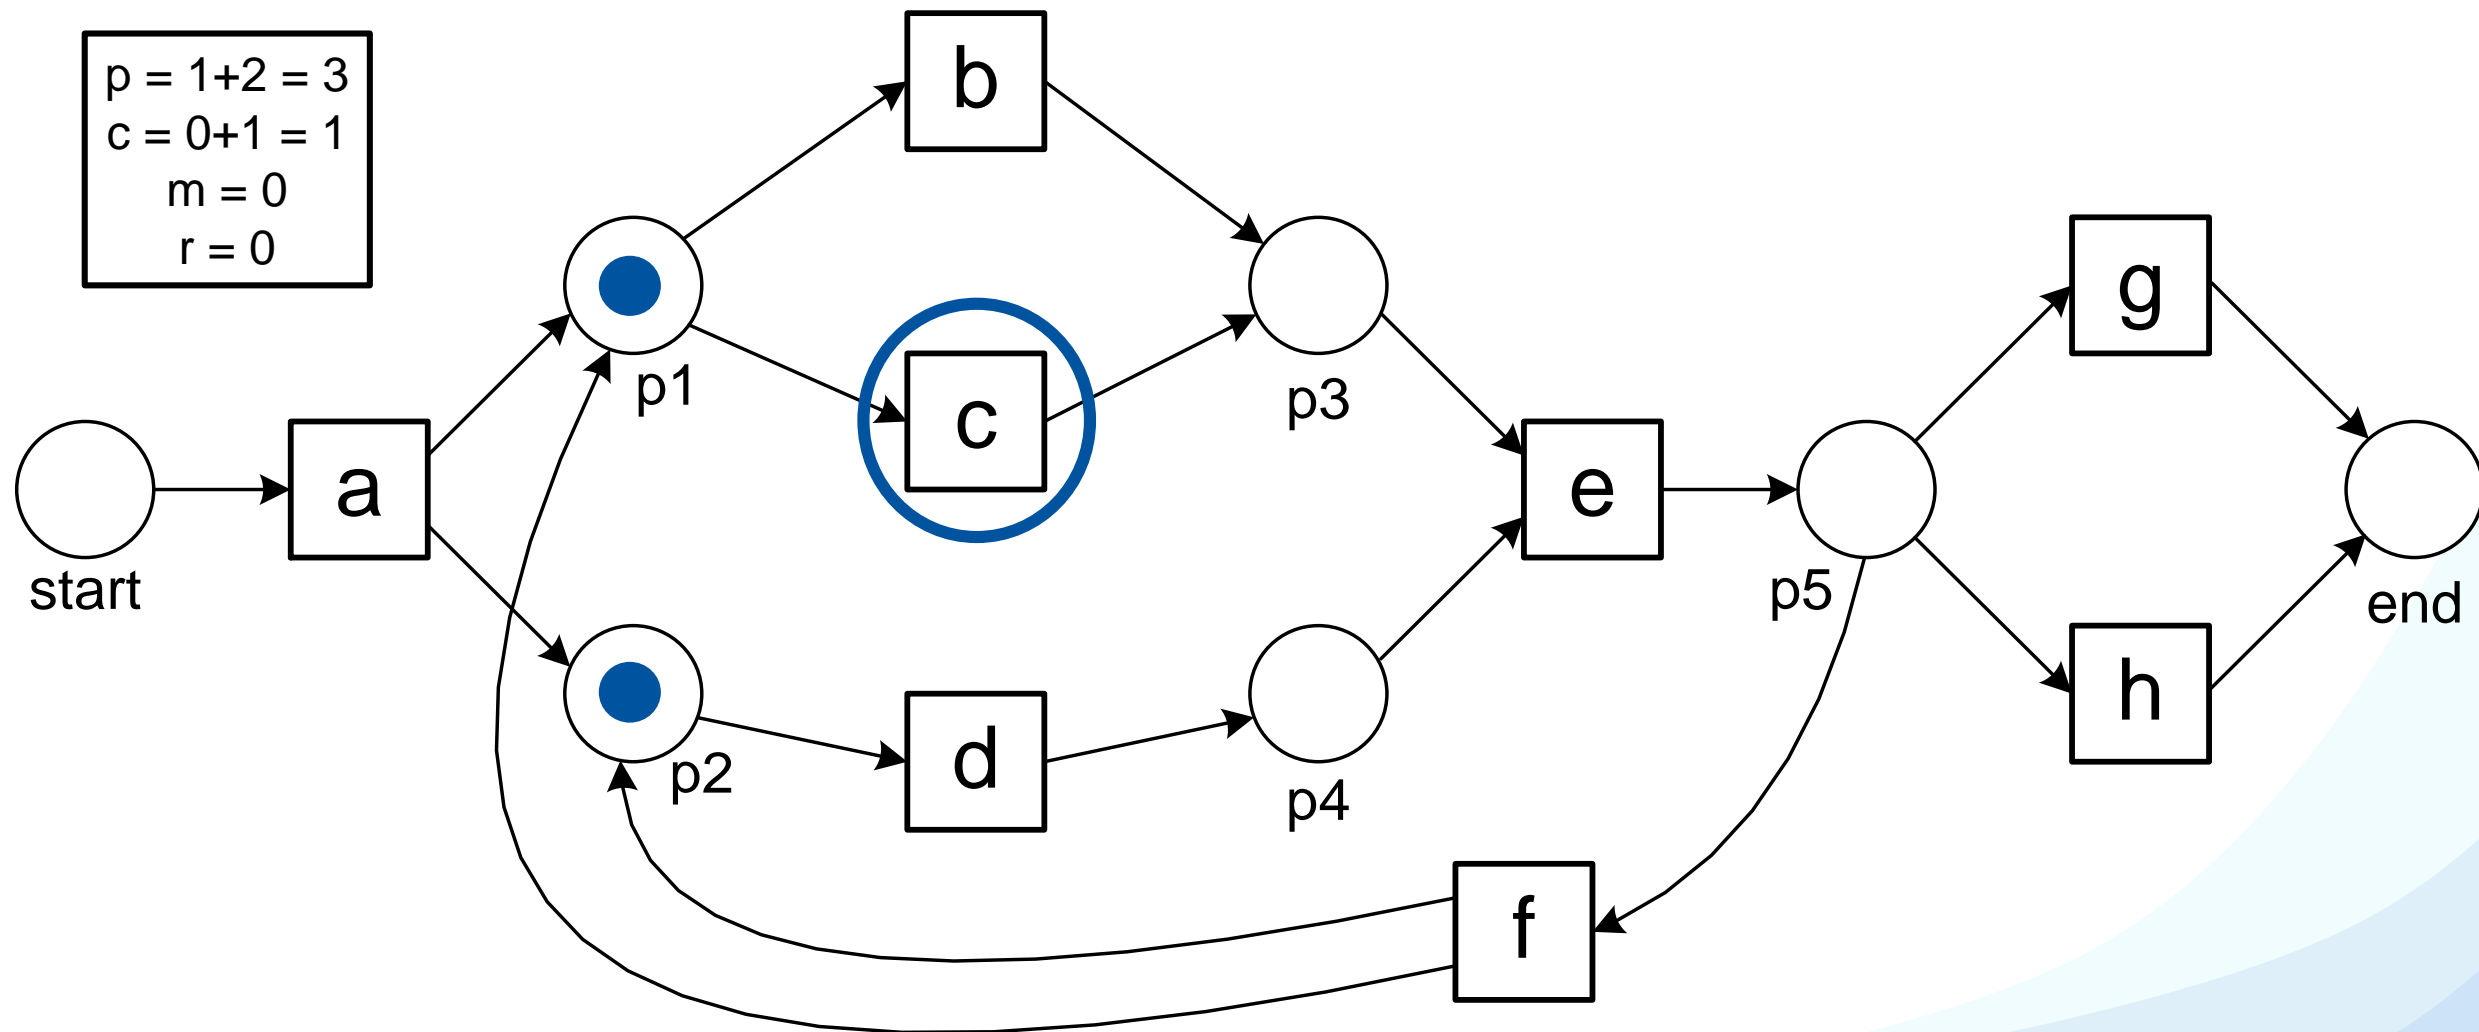 p = 1+2 = 3
c = 0+1 = 1
m = 0
r = 0
b
g
p1
c
p3
a
e
start
p5
end
p2
d
p4
h
f